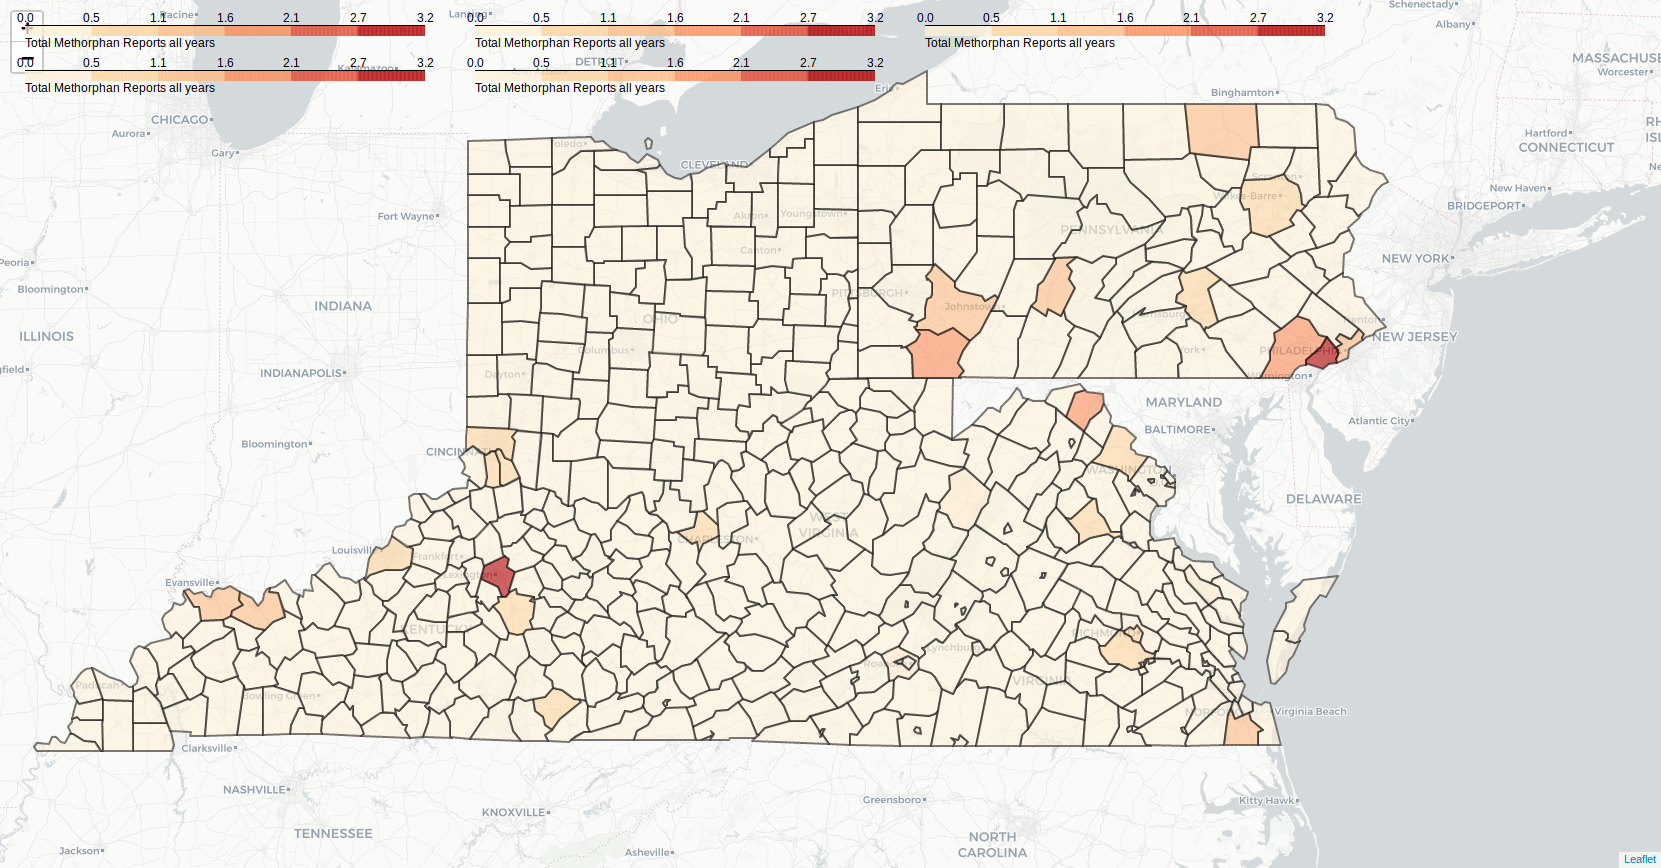 0.0 0.5 1.1 1.6 2.1 2.7 3.2
Total Methorphan Reports all years
0.0 0.5 1.1 1.6 2.1 2.7 3.2
Total Methorphan Reports all years
0.0 0.5 1.1 1.6 2.1 2.7 3.2
Total Methorphan Reports all years
0.5 1.1 1.6 2.1 2.7 3.2
Total Methorphan Reports all years
0.0 0.5 1.1 1.6 2.1 2.7 3.2
Total Methorphan Reports all years
Racine
Lansing
Schenectady
Albany
Kalamazoo
DETROIT
MASSACHUSE
Worcester
Erie
Binghamton
CHICAGO
Aurora
Hartford
CONNECTICUT
RH
ISL
Gary
Toledo
CLEVELAND
Scranton
Wilkes-Barre
New Haven
Ne
BRIDGEPORT
Fort Wayne
Akron
Youngstown
PENNSYLVANIA
Canton
NEW YORK
Peoria
Bloomington
PITTSBURGH
INDIANA
Johnstown
OHIO
ILLINOIS
NEW JERSEY
Columbus
York
PHILADELPHIA
field
INDIANAPOLIS
Dayton
Wilmington
MARYLAND
BALTIMORE
Atlantic City
Bloomington
CINCINNATI
WASHINGTON
DELAWARE
WEST
VIRGINIA
CHARLESTON
Louisville
Frankfort
Lexington
Evansville
KENTUCKY
RICHMOND
Lynchburg
Roanoke
VIRGINIA
Paducah
Bowling Green
NORFOLK
Virginia Beach
Clarksville
NASHVILLE
KNOXVILLE
Greensboro
Kitty Hawk
TENNESSEE
NORTH
CAROLINA
Jackson
Asheville
Leaflet